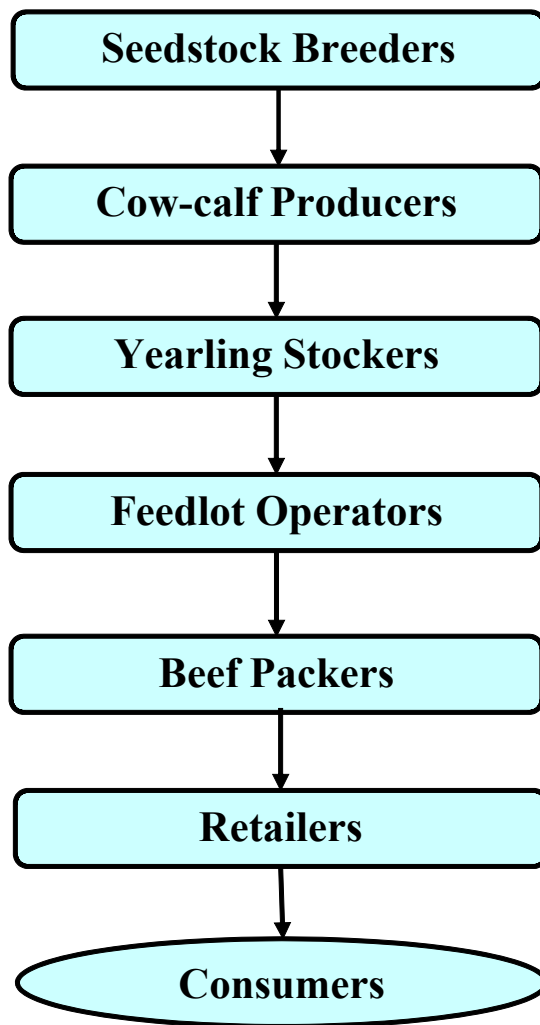 Seedstock Breeders
Cow-calf Producers
Yearling Stockers
Feedlot Operators
Beef Packers
Retailers
Consumers